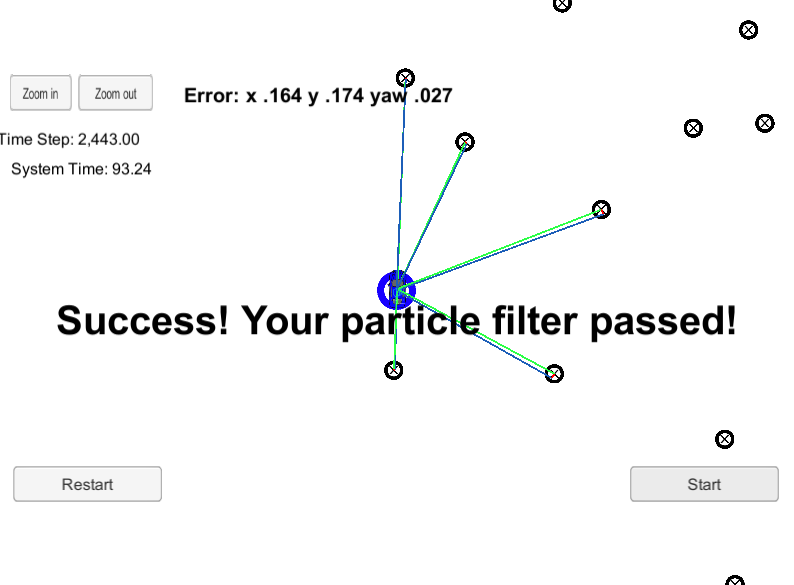 Zoom in
Zoom out
Error: x .164 y .174 yaw .027
Time Step: 2,443.00
System Time: 93.24
Success! Your particle filter passed!
Restart
Start